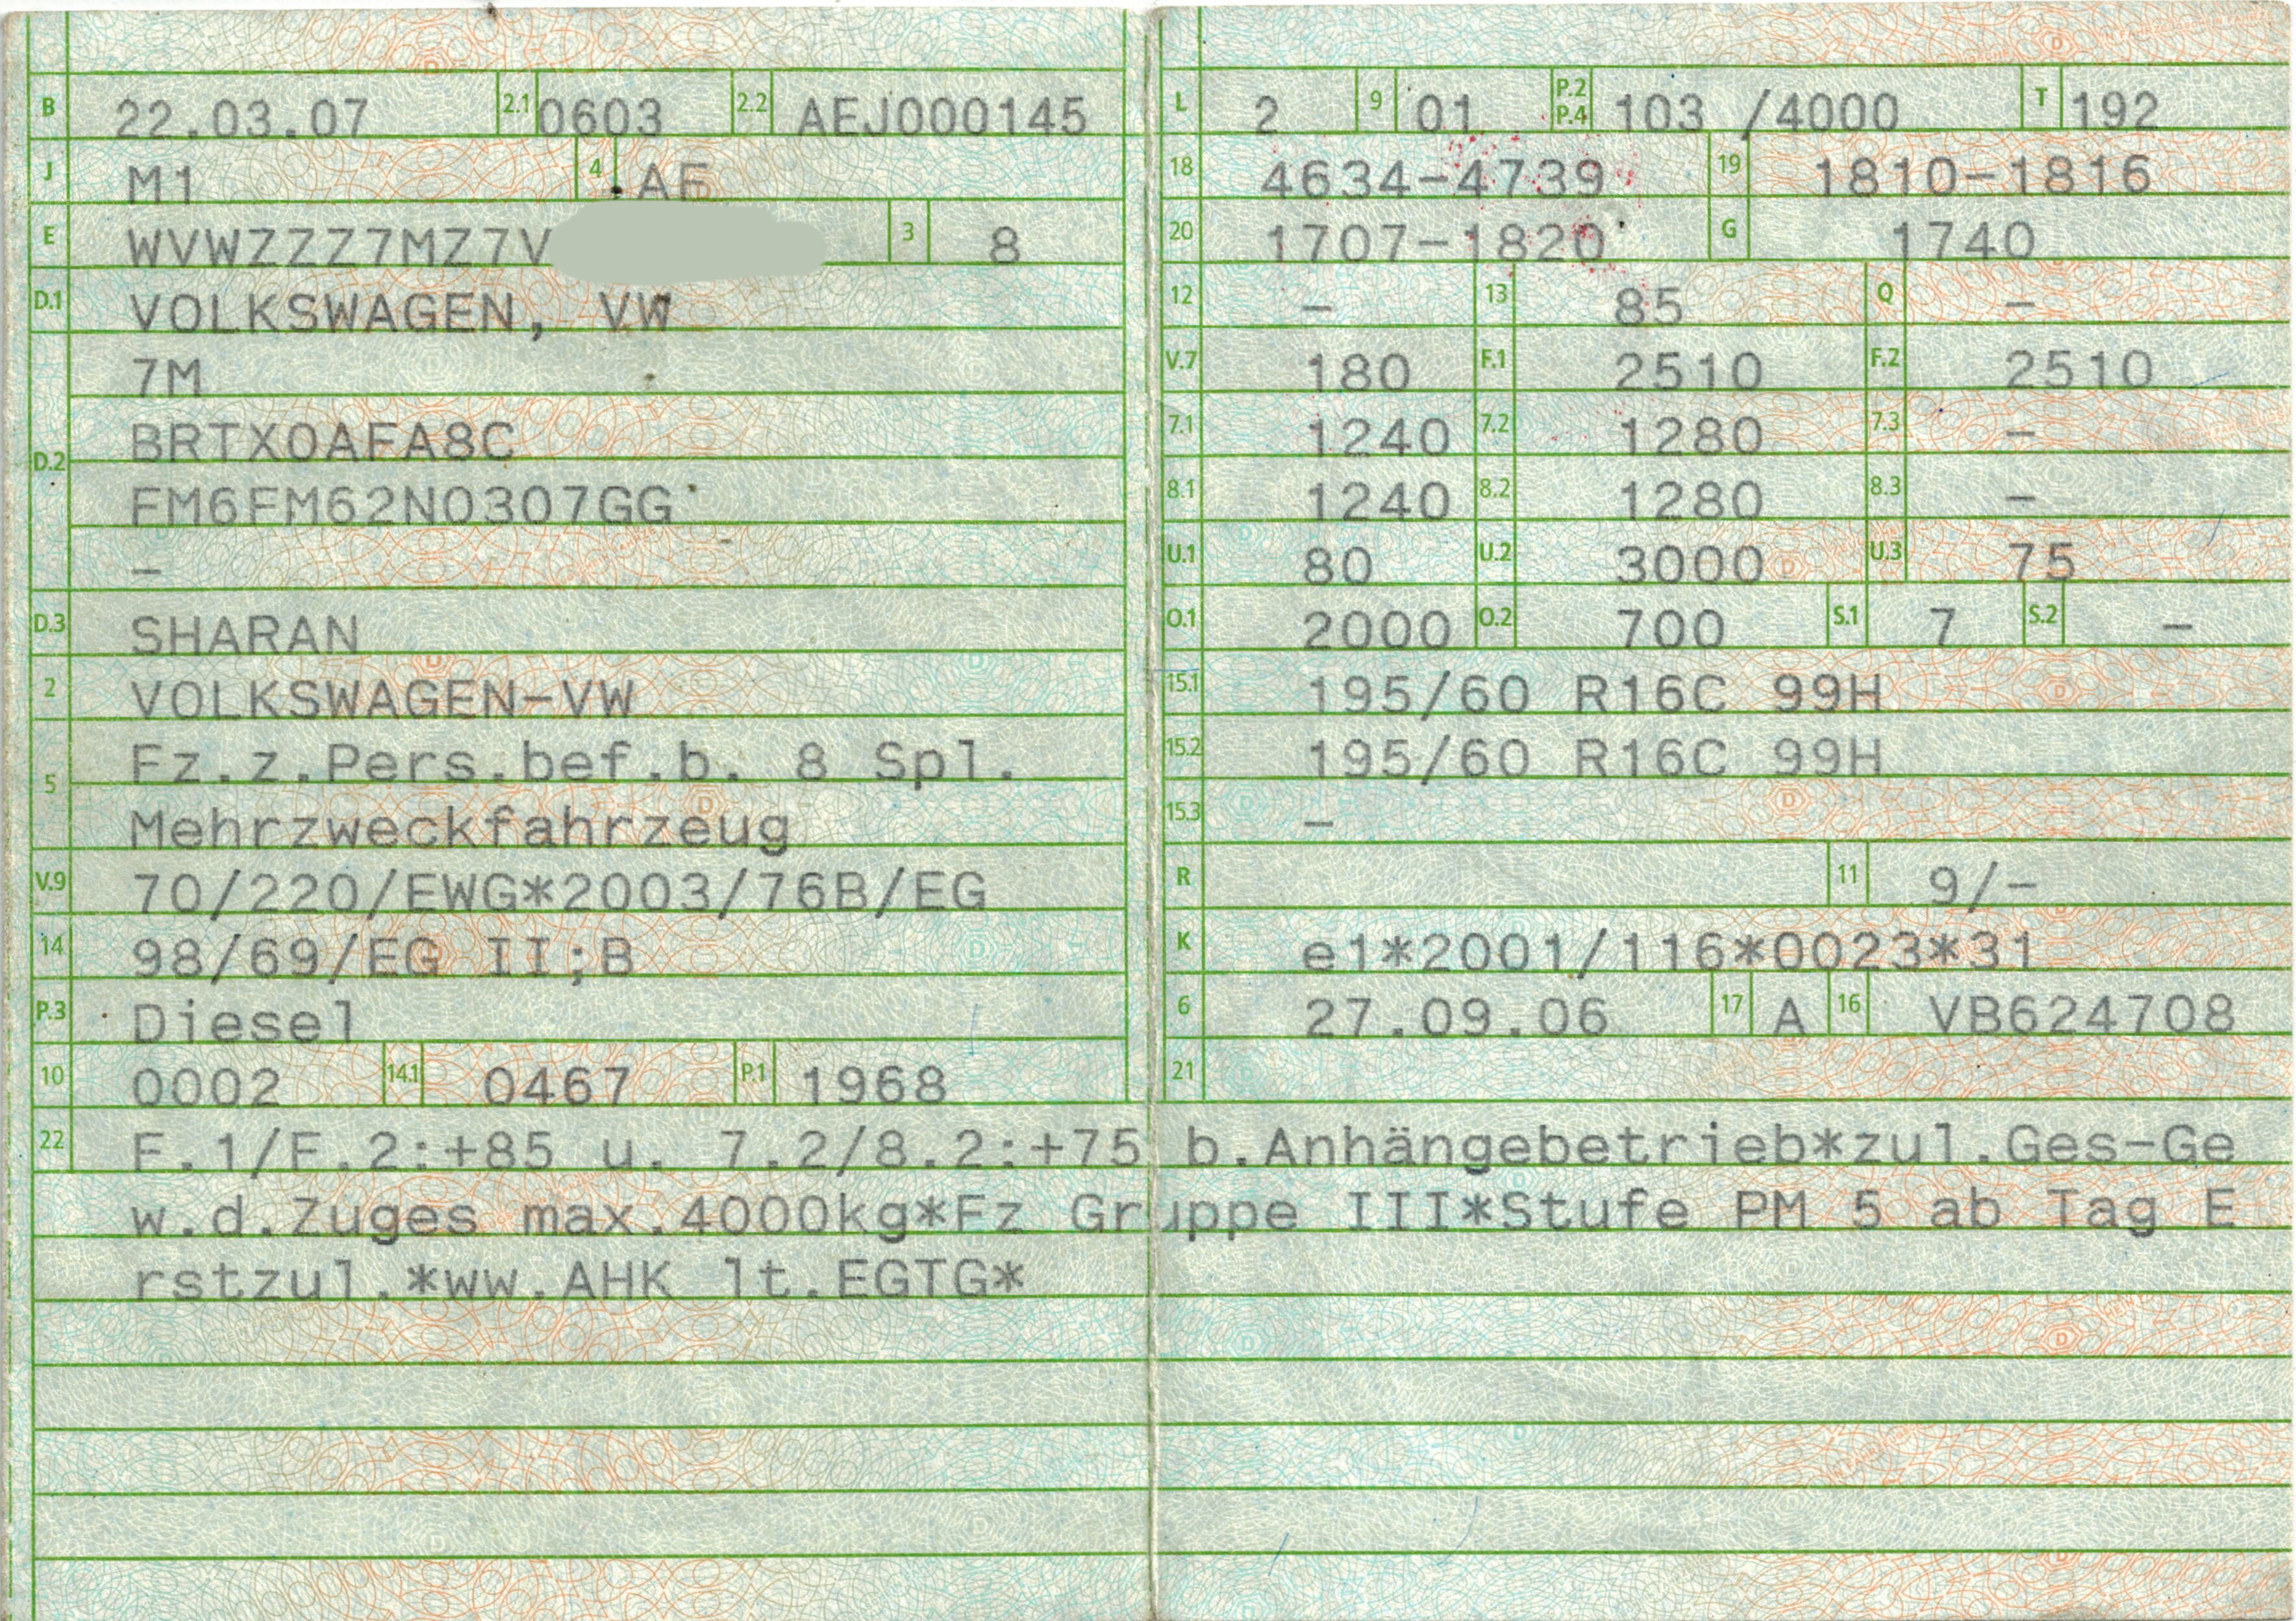 B 22.03.07 2.1 0603 2.2 AEJ000145
J M1 4 AF
E WVWZZZ7MZ7V 3 8
D.1 VOLKSWAGEN, VW
7M
D.2 BRTX0AFA8C
FM6FM62N0307GG
–
D.3 SHARAN
2 VOLKSWAGEN-VW
5 Fz.z.Pers.bef.b. 8 Spl.
Mehrzweckfahrzeug
V.9 70/220/EWG*2003/76B/EG
14 98/69/EG II;B
P.3 Diesel
10 0002 14.1 0467 P.1 1968
L 2 9 01 P.2 P.4 103 /4000 T 192
18 4634-4739 19 1810-1816
20 1707-1820 G 1740
12 – 13 85 Q –
V.7 180 F.1 2510 F.2 2510
7.1 1240 7.2 1280 7.3 –
8.1 1240 8.2 1280 8.3 –
U.1 80 U.2 3000 U.3 75
O.1 2000 O.2 700 S.1 7 S.2 –
15.1 195/60 R16C 99H
15.2 195/60 R16C 99H
15.3 –
R 11 9/-
K e1*2001/116*0023*31
6 27.09.06 17 A 16 VB624708
21
22 F.1/F.2:+85 u. 7.2/8.2:+75 b.Anhängebetrieb*zul.Ges-Ge
w.d.Zuges max.4000kg*Fz Gruppe III*Stufe PM 5 ab Tag E
rstzul.*ww.AHK lt.EGTG*